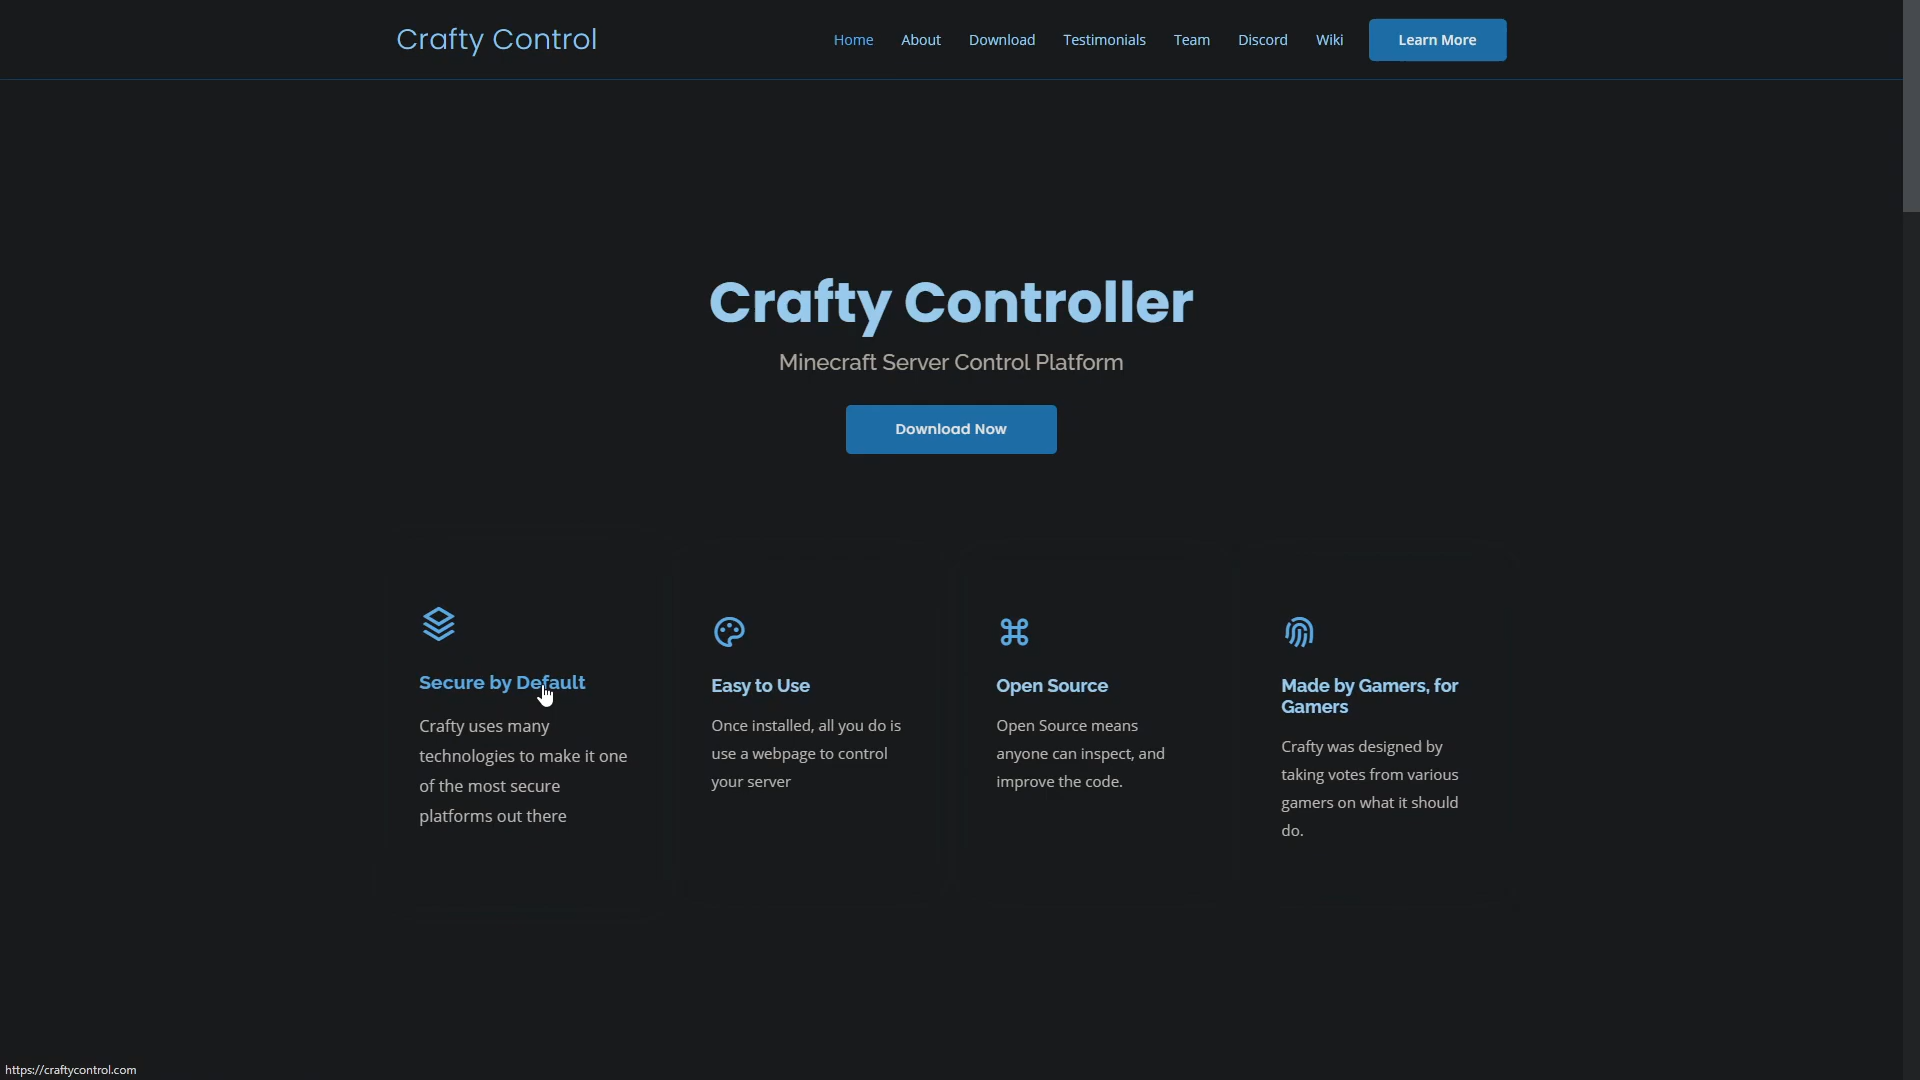 Crafty Control
Home About Download Testimonials Team Discord Wiki Learn More
Crafty Controller
Minecraft Server Control Platform
Download Now
Secure by Default
Crafty uses many
technologies to make it one
of the most secure
platforms out there
Easy to Use
Once installed, all you do is
use a webpage to control
your server
Open Source
Open Source means
anyone can inspect, and
improve the code.
Made by Gamers, for
Gamers
Crafty was designed by
taking votes from various
gamers on what it should
do.
https://craftycontrol.com